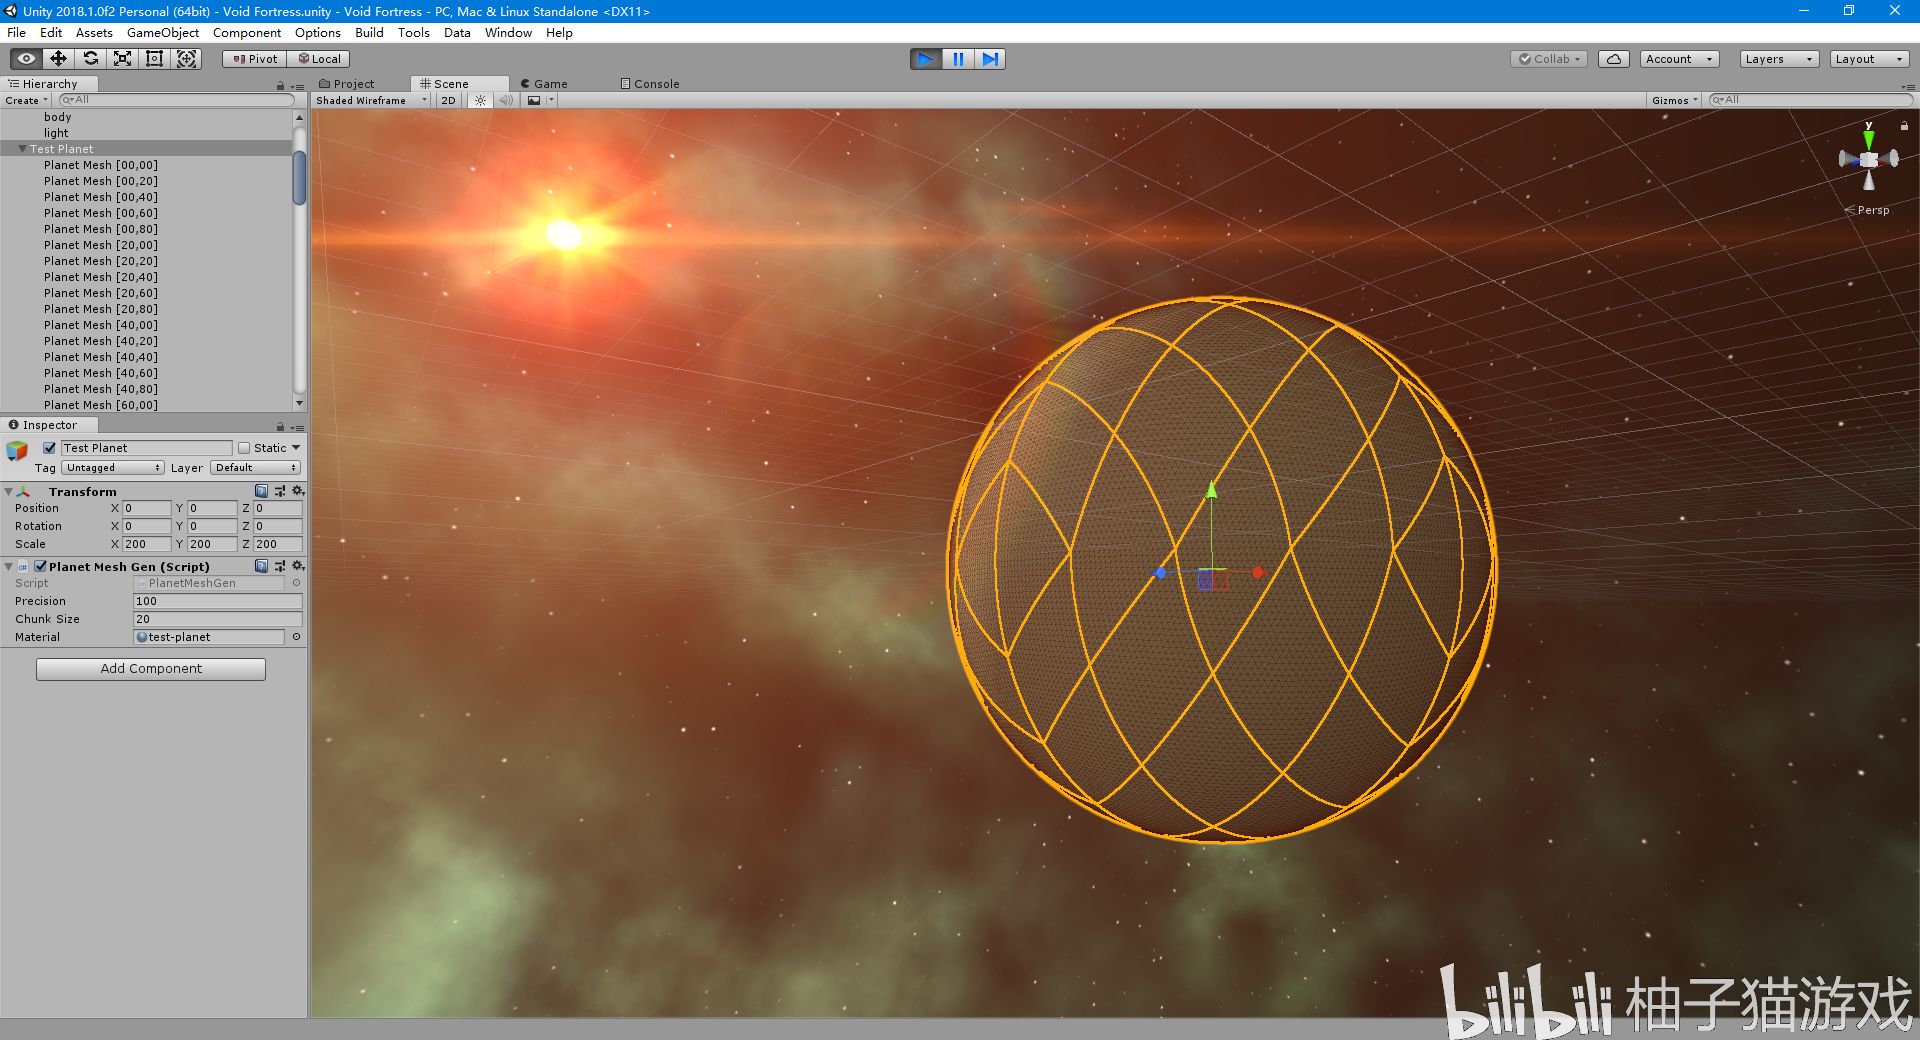 Unity 2018.1.0f2 Personal (64bit) - Void Fortress.unity - Void Fortress - PC, Mac & Linux Standalone <DX11>
File Edit Assets GameObject Component Options Build Tools Data Window Help
Pivot Local Collab Account Layers Layout
Hierarchy Project Scene Game Console
Create All Shaded Wireframe 2D Gizmos All
body
light
Test Planet
Planet Mesh [00,00]
Planet Mesh [00,20]
Planet Mesh [00,40]
Planet Mesh [00,60]
Planet Mesh [00,80]
Planet Mesh [20,00]
Planet Mesh [20,20]
Planet Mesh [20,40]
Planet Mesh [20,60]
Planet Mesh [20,80]
Planet Mesh [40,00]
Planet Mesh [40,20]
Planet Mesh [40,40]
Planet Mesh [40,60]
Planet Mesh [40,80]
Planet Mesh [60,00]
y
Persp
Inspector
Test Planet Static
Tag Untagged Layer Default
Transform
Position X 0 Y 0 Z 0
Rotation X 0 Y 0 Z 0
Scale X 200 Y 200 Z 200
Planet Mesh Gen (Script)
Script PlanetMeshGen
Precision 100
Chunk Size 20
Material test-planet
Add Component
bilibili 柚子猫游戏